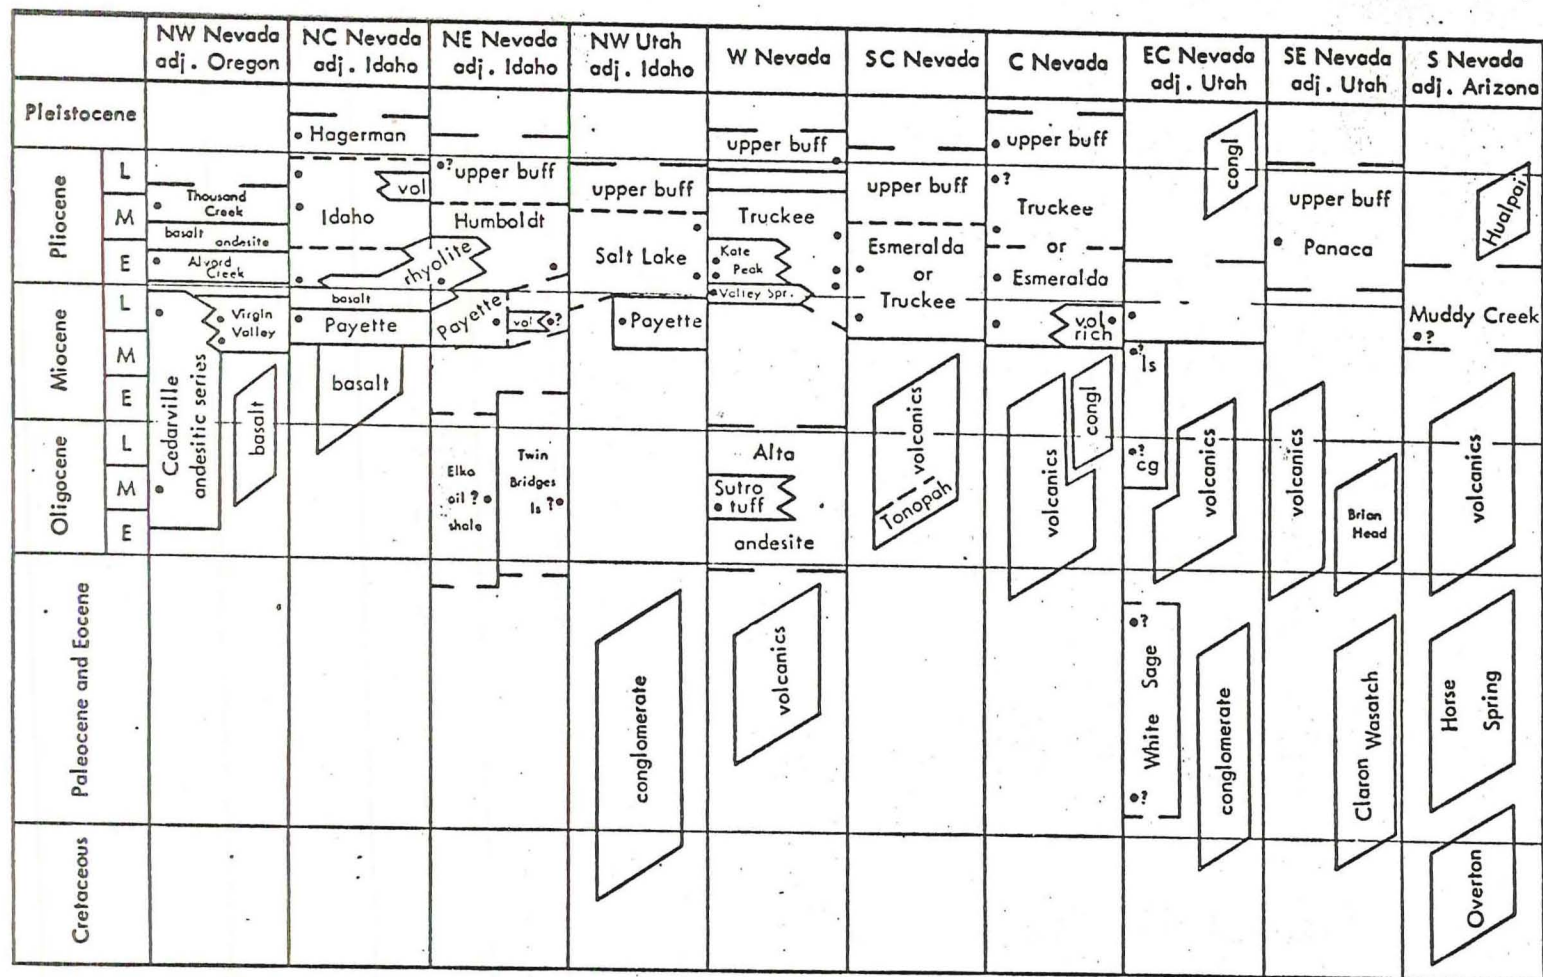 NW Nevada
adj. Oregon
NC Nevada
adj. Idaho
NE Nevada
adj. Idaho
NW Utah
adj. Idaho
W Nevada
SC Nevada
C Nevada
EC Nevada
adj. Utah
SE Nevada
adj. Utah
S Nevada
adj. Arizona
Pleistocene
Pliocene
L
M
E
Miocene
L
M
E
Oligocene
L
M
E
Paleocene and Eocene
Cretaceous
Thousand
Creek
basalt
andesite
Alvord
Creek
Virgin
Valley
Cedarville
andesitic series
basalt
Hagerman
vol
Idaho
rhyolite
basalt
Payette
basalt
? upper buff
Humboldt
Payette
vol
?
Elko
oil ?
shale
Twin
Bridges
ls ?
upper buff
Salt Lake
Payette
conglomerate
upper buff
Truckee
Kate
Peak
Valley Spr.
Alta
Sutro
tuff
andesite
volcanics
upper buff
Esmeralda
or
Truckee
volcanics
Tonopah
upper buff
?
Truckee
or
Esmeralda
vol
rich
congl
volcanics
congl
?
ls
?
cg
volcanics
?
White Sage
?
conglomerate
upper buff
Panaca
volcanics
Brian
Head
Claron Wasatch
Hualpai
Muddy Creek
?
volcanics
Horse
Spring
Overton